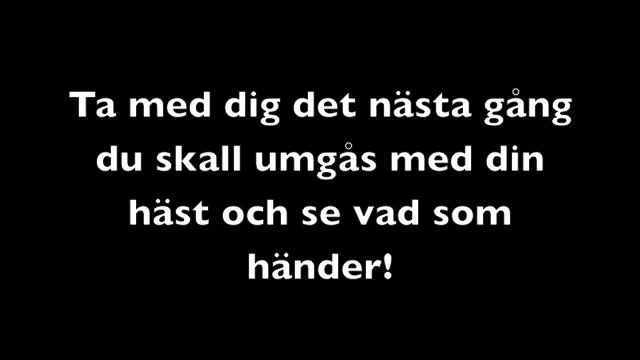 Ta med dig det nästa gång
du skall umgås med din
häst och se vad som
händer!